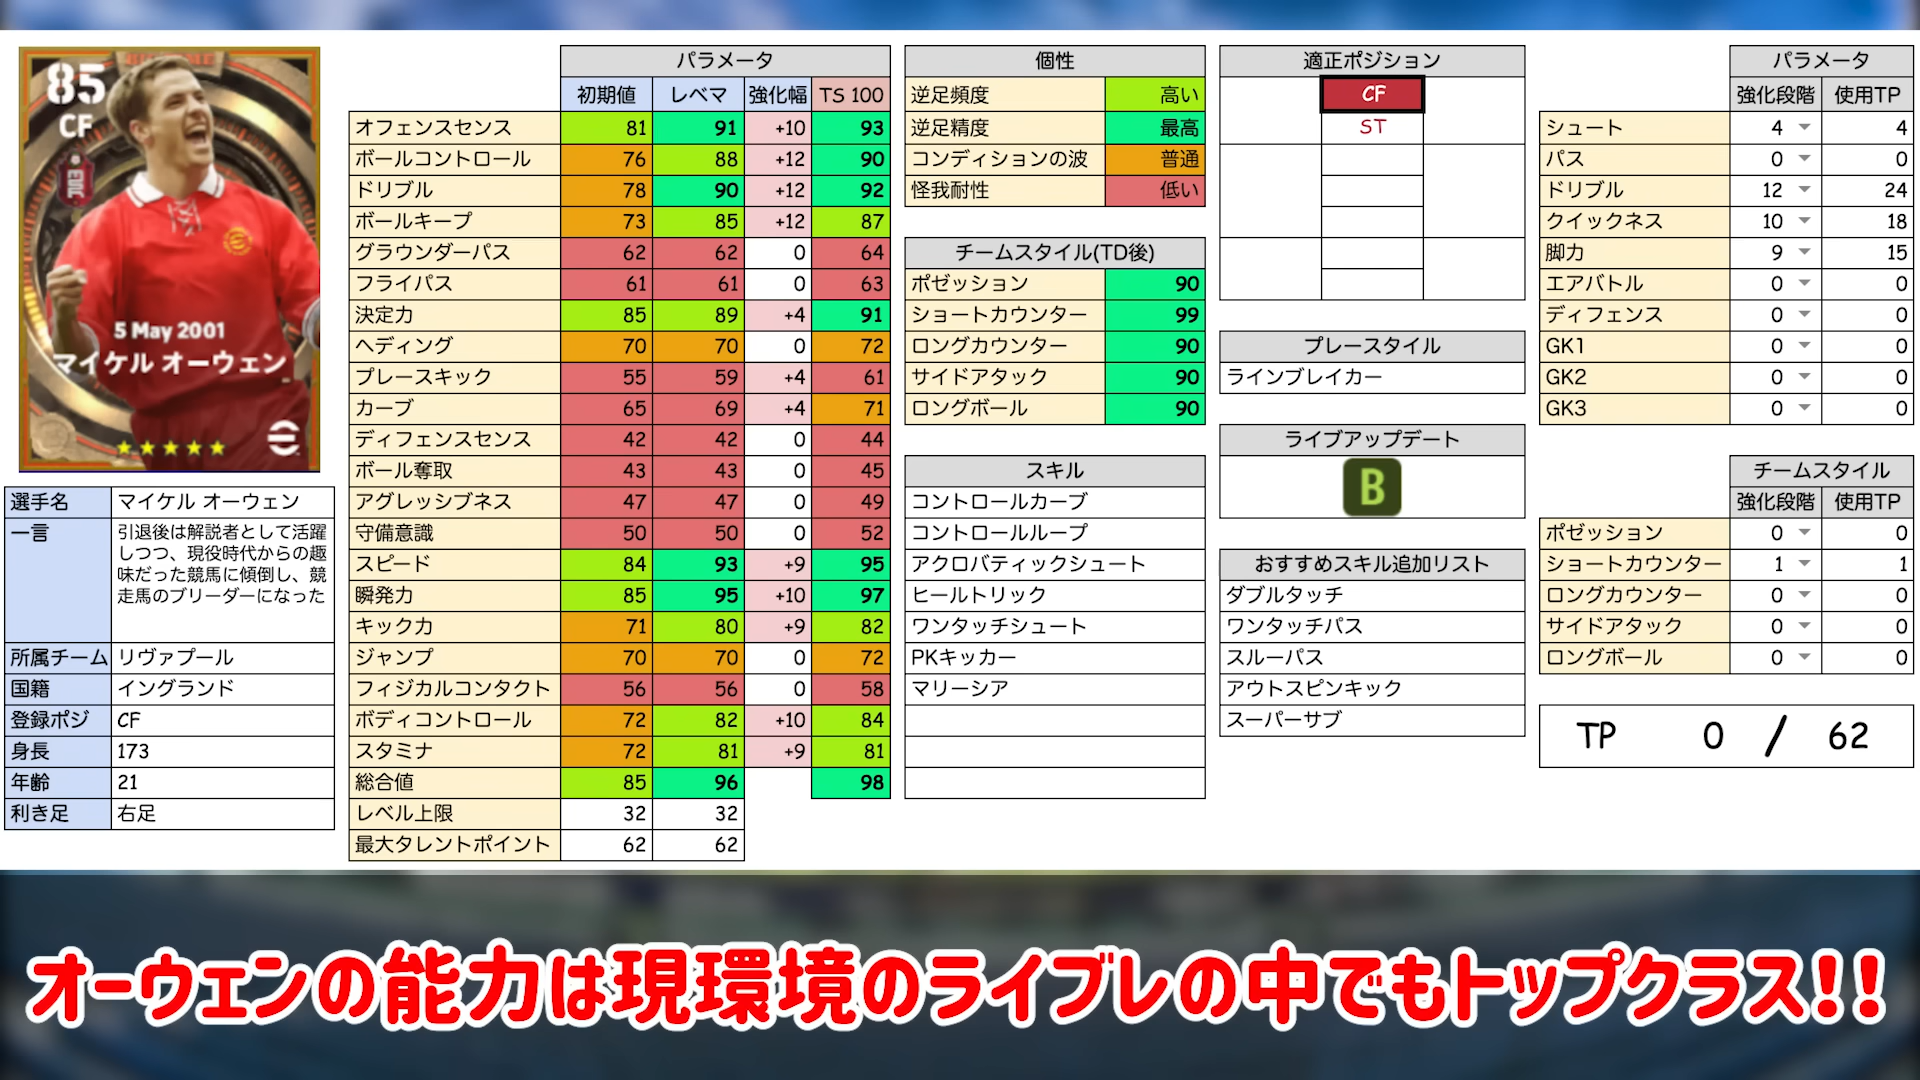 85
CF
5 May 2001
マイケル オーウェン
選手名 マイケル オーウェン
一言 引退後は解説者として活躍
しつつ、現役時代からの趣
味だった競馬に傾倒し、競
走馬のブリーダーになった
所属チーム リヴァプール
国籍 イングランド
登録ポジ CF
身長 173
年齢 21
利き足 右足
パラメータ
初期値 レベマ 強化幅 TS 100
オフェンスセンス 81 91 +10 93
ボールコントロール 76 88 +12 90
ドリブル 78 90 +12 92
ボールキープ 73 85 +12 87
グラウンダーパス 62 62 0 64
フライパス 61 61 0 63
決定力 85 89 +4 91
ヘディング 70 70 0 72
プレースキック 55 59 +4 61
カーブ 65 69 +4 71
ディフェンスセンス 42 42 0 44
ボール奪取 43 43 0 45
アグレッシブネス 47 47 0 49
守備意識 50 50 0 52
スピード 84 93 +9 95
瞬発力 85 95 +10 97
キック力 71 80 +9 82
ジャンプ 70 70 0 72
フィジカルコンタクト 56 56 0 58
ボディコントロール 72 82 +10 84
スタミナ 72 81 +9 81
総合値 85 96 98
レベル上限 32 32
最大タレントポイント 62 62
個性
逆足頻度 高い
逆足精度 最高
コンディションの波 普通
怪我耐性 低い
チームスタイル(TD後)
ポゼッション 90
ショートカウンター 99
ロングカウンター 90
サイドアタック 90
ロングボール 90
スキル
コントロールカーブ
コントロールループ
アクロバティックシュート
ヒールトリック
ワンタッチシュート
PKキッカー
マリーシア
適正ポジション
CF
ST
プレースタイル
ラインブレイカー
ライブアップデート
B
おすすめスキル追加リスト
ダブルタッチ
ワンタッチパス
スルーパス
アウトスピンキック
スーパーサブ
パラメータ
強化段階 使用TP
シュート 4 4
パス 0 0
ドリブル 12 24
クイックネス 10 18
脚力 9 15
エアバトル 0 0
ディフェンス 0 0
GK1 0 0
GK2 0 0
GK3 0 0
チームスタイル
強化段階 使用TP
ポゼッション 0 0
ショートカウンター 1 1
ロングカウンター 0 0
サイドアタック 0 0
ロングボール 0 0
TP 0 / 62
オーウェンの能力は現環境のライブレの中でもトップクラス!!